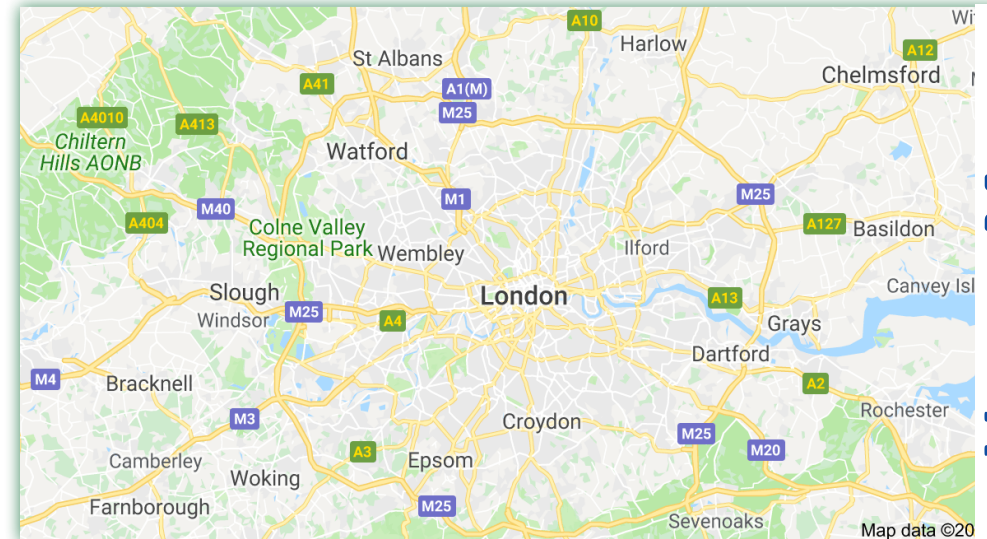 A10
Wi
Harlow
A12
St Albans
Chelmsford
A41
A1(M)
M25
A4010
A413
Chiltern
Hills AONB
Watford
M25
M1
M40
A404
Colne Valley
Regional Park
A127
Basildon
Wembley
Ilford
Slough
London
A13
Canvey Isl
Windsor
M25
A4
Grays
Dartford
M4
Bracknell
A2
M3
Croydon
Rochester
M25
M20
A3
Camberley
Epsom
Woking
Farnborough
M25
Sevenoaks
Map data ©20